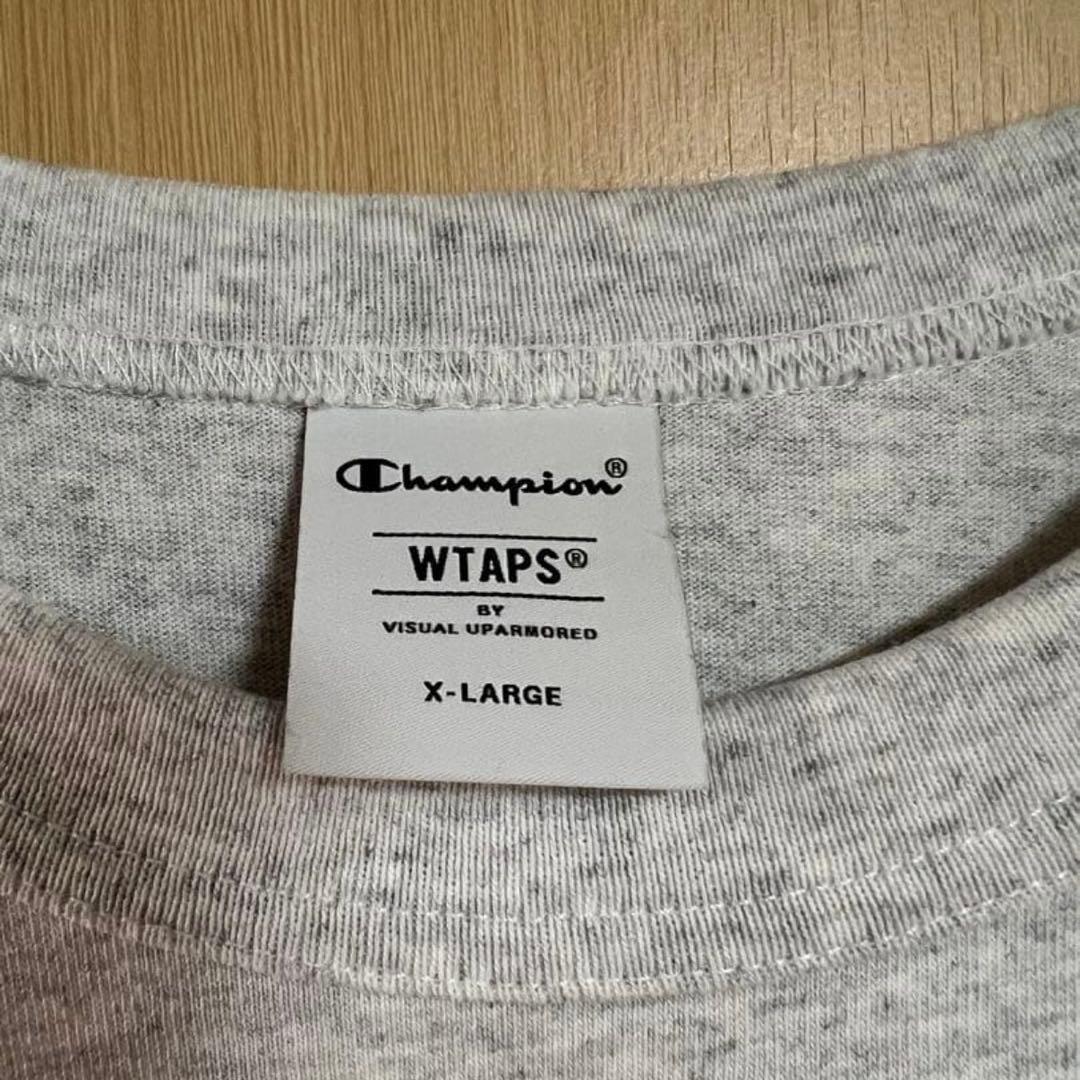 Champion®
WTAPS®
BY
VISUAL UPARMORED
X-LARGE